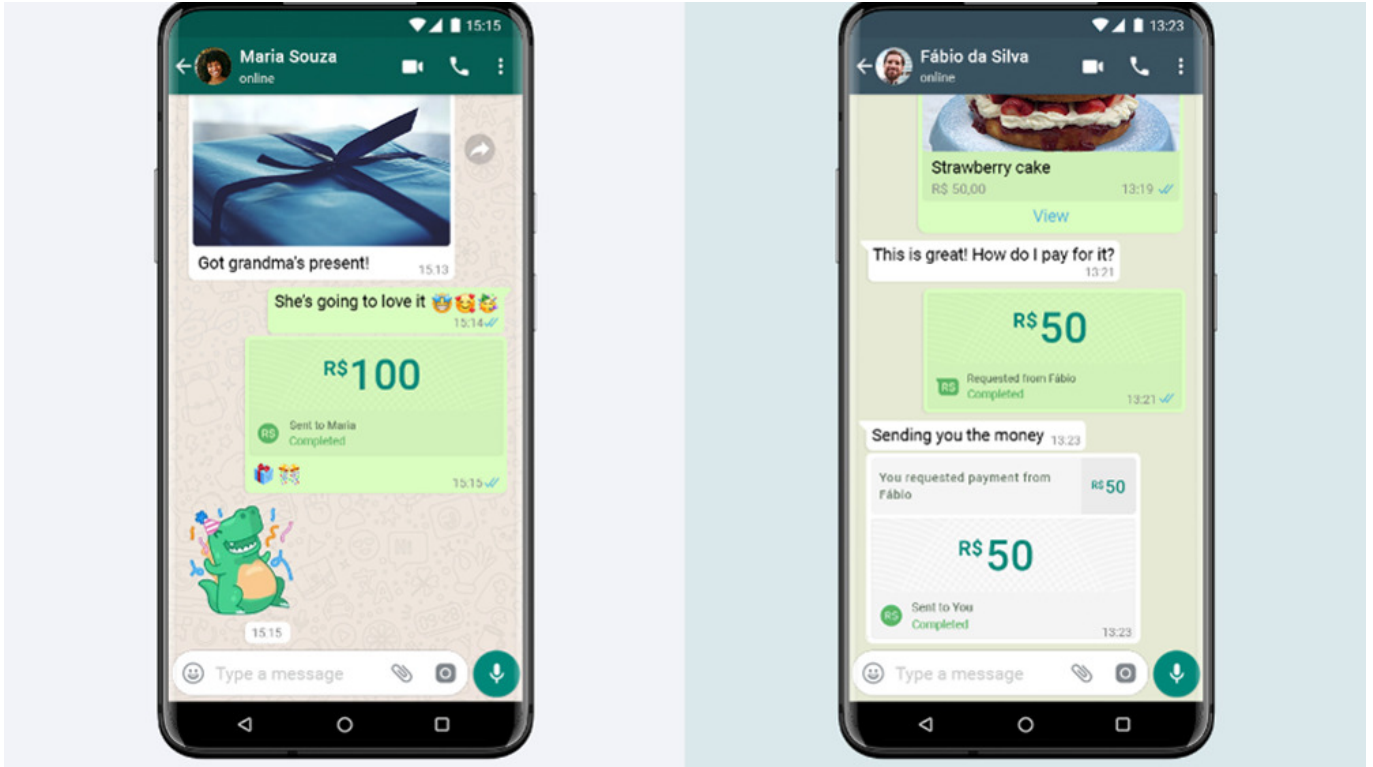 15:15
Maria Souza
online
Got grandma's present!
15:13
She's going to love it 🤩🥰🥳
15:14
R$100
R$
Sent to Maria
Completed
🎁🎊
15:15
15:15
Type a message
13:23
Fábio da Silva
online
Strawberry cake
R$ 50,00
13:19
View
This is great! How do I pay for it?
13:21
R$50
R$
Requested from Fábio
Completed
13:21
Sending you the money
13:23
You requested payment from
Fábio
R$50
R$50
R$
Sent to You
Completed
13:23
Type a message